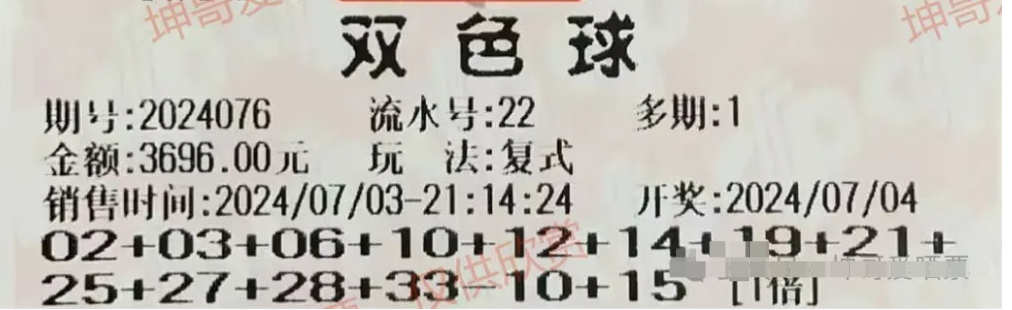 坤哥
坤哥
双色球
期号:2024076 流水号:22 多期:1
金额:3696.00元 玩 法:复式
销售时间:2024/07/03-21:14:24 开奖:2024/07/04
02+03+06+10+12+14+19+21+
25+27+28+33-10+15 [1倍]
仅供欣赏